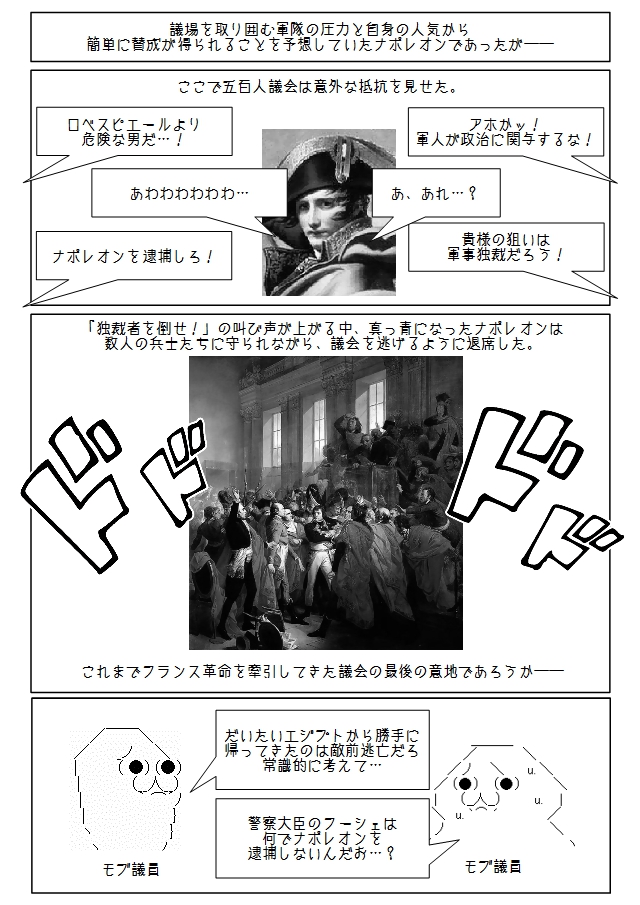 議場を取り囲む軍隊の圧力と自身の人気から
簡単に賛成が得られることを予想していたナポレオンであったが――
ここで五百人議会は意外な抵抗を見せた。
ロベスピエールより
危険な男だ…！
アホかッ！
軍人が政治に関与するな！
あわわわわわわ…
あ、あれ…？
ナポレオンを逮捕しろ！
貴様の狙いは
軍事独裁だろう！
「独裁者を倒せ！」の叫び声が上がる中、真っ青になったナポレオンは
数人の兵士たちに守られながら、議会を逃げるように退席した。
ドド
ドド
これまでフランス革命を牽引してきた議会の最後の意地であろうか――
だいたいエジプトから勝手に
帰ってきたのは敵前逃亡だろ
常識的に考えて…
警察大臣のフーシェは
何でナポレオンを
逮捕しないんだお…？
モブ議員
モブ議員